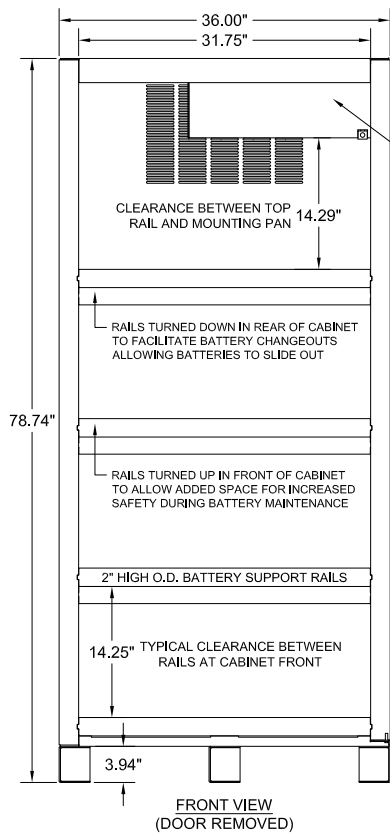 36.00"
31.75"
CLEARANCE BETWEEN TOP
RAIL AND MOUNTING PAN
14.29"
RAILS TURNED DOWN IN REAR OF CABINET
TO FACILITATE BATTERY CHANGEOUTS
ALLOWING BATTERIES TO SLIDE OUT
78.74"
RAILS TURNED UP IN FRONT OF CABINET
TO ALLOW ADDED SPACE FOR INCREASED
SAFETY DURING BATTERY MAINTENANCE
2" HIGH O.D. BATTERY SUPPORT RAILS
14.25"
TYPICAL CLEARANCE BETWEEN
RAILS AT CABINET FRONT
3.94"
FRONT VIEW
(DOOR REMOVED)